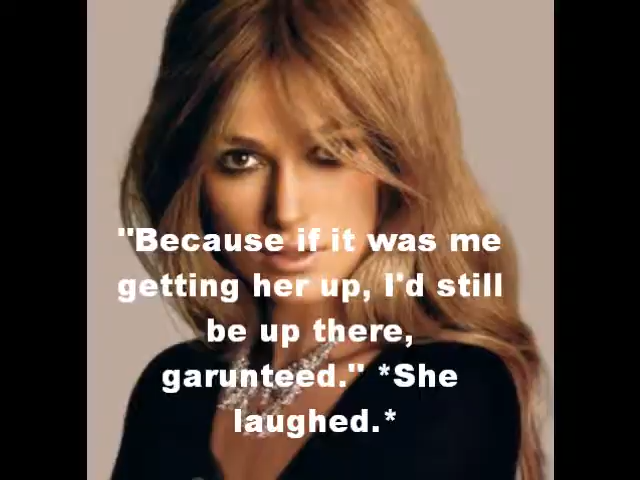 "Because if it was me
getting her up, I'd still
be up there,
garunteed." *She
laughed.*